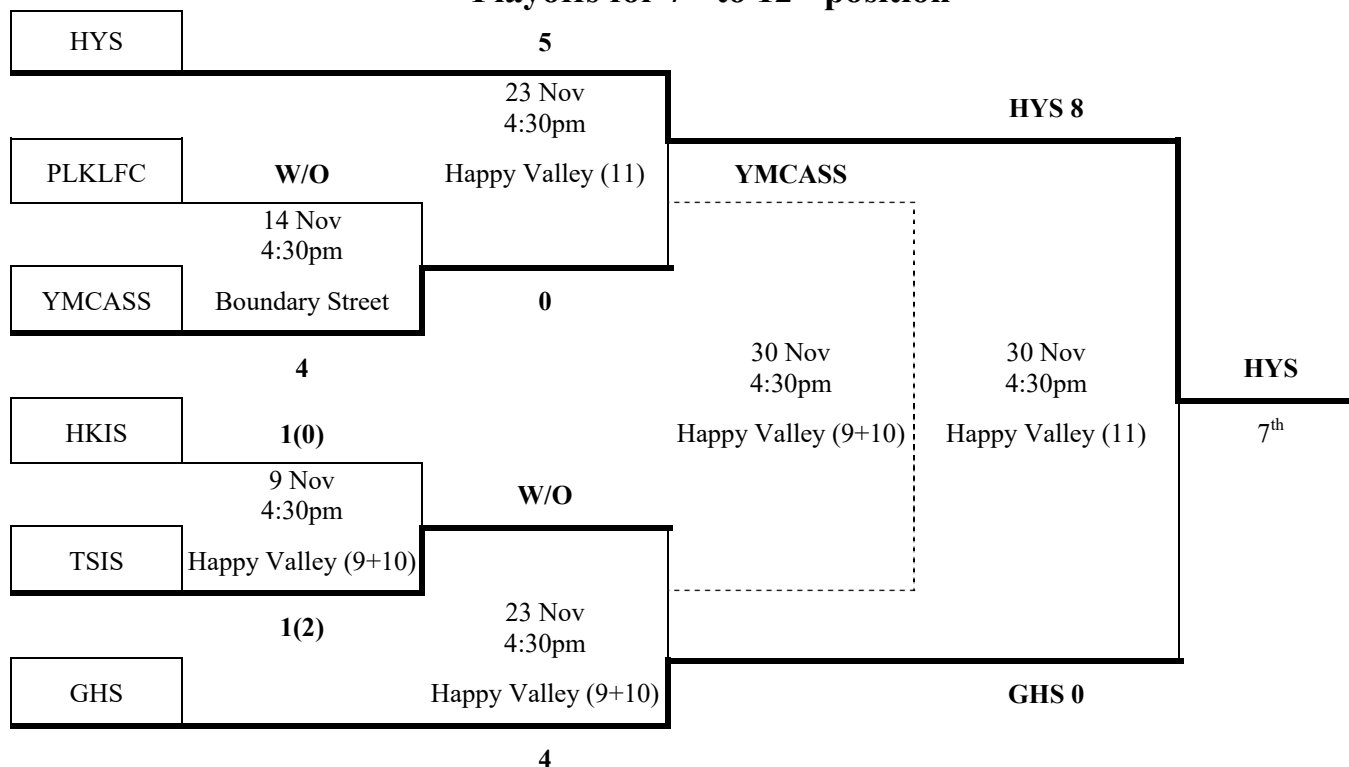 HYS
5
23 Nov
4:30pm
HYS 8
PLKLFC
W/O
Happy Valley (11)
YMCASS
14 Nov
4:30pm
YMCASS
Boundary Street
0
4
30 Nov
4:30pm
30 Nov
4:30pm
HYS
HKIS
1(0)
Happy Valley (9+10)
Happy Valley (11)
7th
9 Nov
4:30pm
W/O
TSIS
Happy Valley (9+10)
1(2)
23 Nov
4:30pm
GHS
Happy Valley (9+10)
GHS 0
4